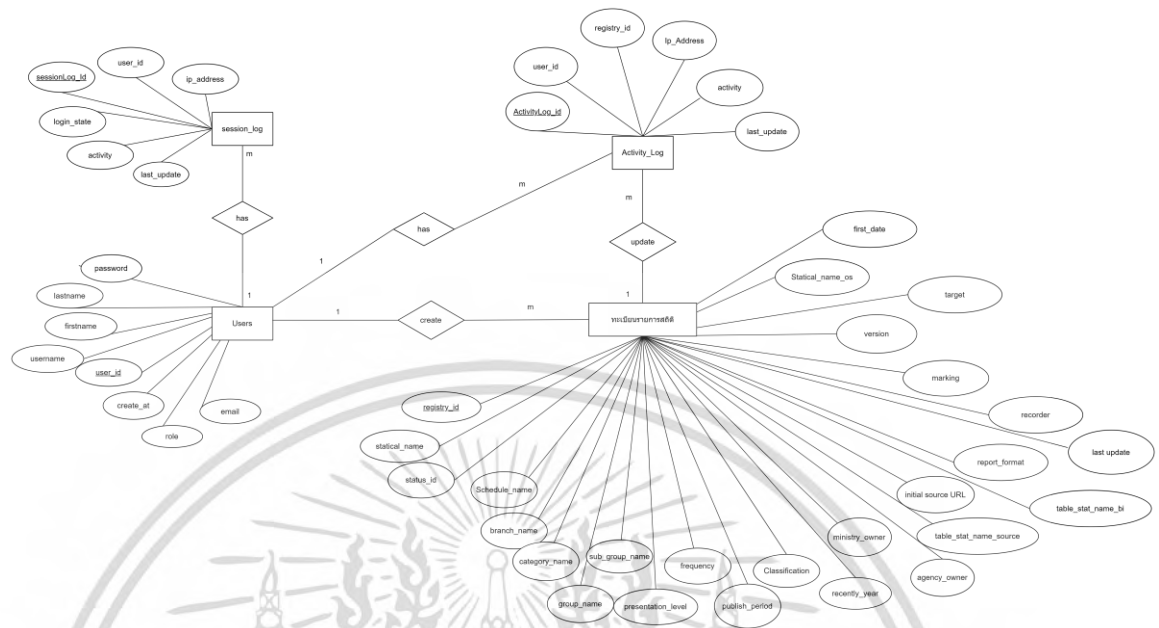 registry_id
Ip_Address
user_id
activity
ActivityLog_id
last_update
Activity_Log
user_id
sessionLog_Id
ip_address
login_state
session_log
activity
last_update
m
has
1
m
has
1
m
update
1
password
lastname
firstname
username
user_id
create_at
role
email
Users
1
create
m
ทะเบียนรายการสถิติ
first_date
Statical_name_os
target
version
marking
recorder
last update
report_format
initial source URL
table_stat_name_bi
table_stat_name_source
ministry_owner
agency_owner
recently_year
Classification
publish_period
frequency
presentation_level
sub_group_name
group_name
category_name
branch_name
Schedule_name
status_id
statical_name
registry_id